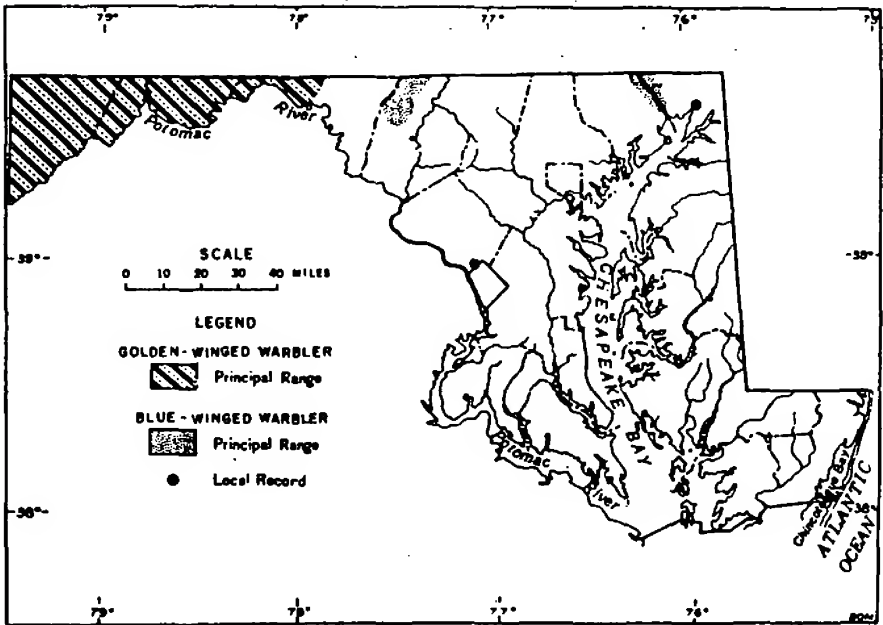 79° 78° 77° 76° 75°
Potomac River
39° 39°
SCALE
0 10 20 30 40 MILES
LEGEND
GOLDEN-WINGED WARBLER
Principal Range
BLUE-WINGED WARBLER
Principal Range
Local Record
CHESAPEAKE BAY
Potomac River
Chincoteague Bay
ATLANTIC
OCEAN
38° 38°
79° 78° 77° 76°